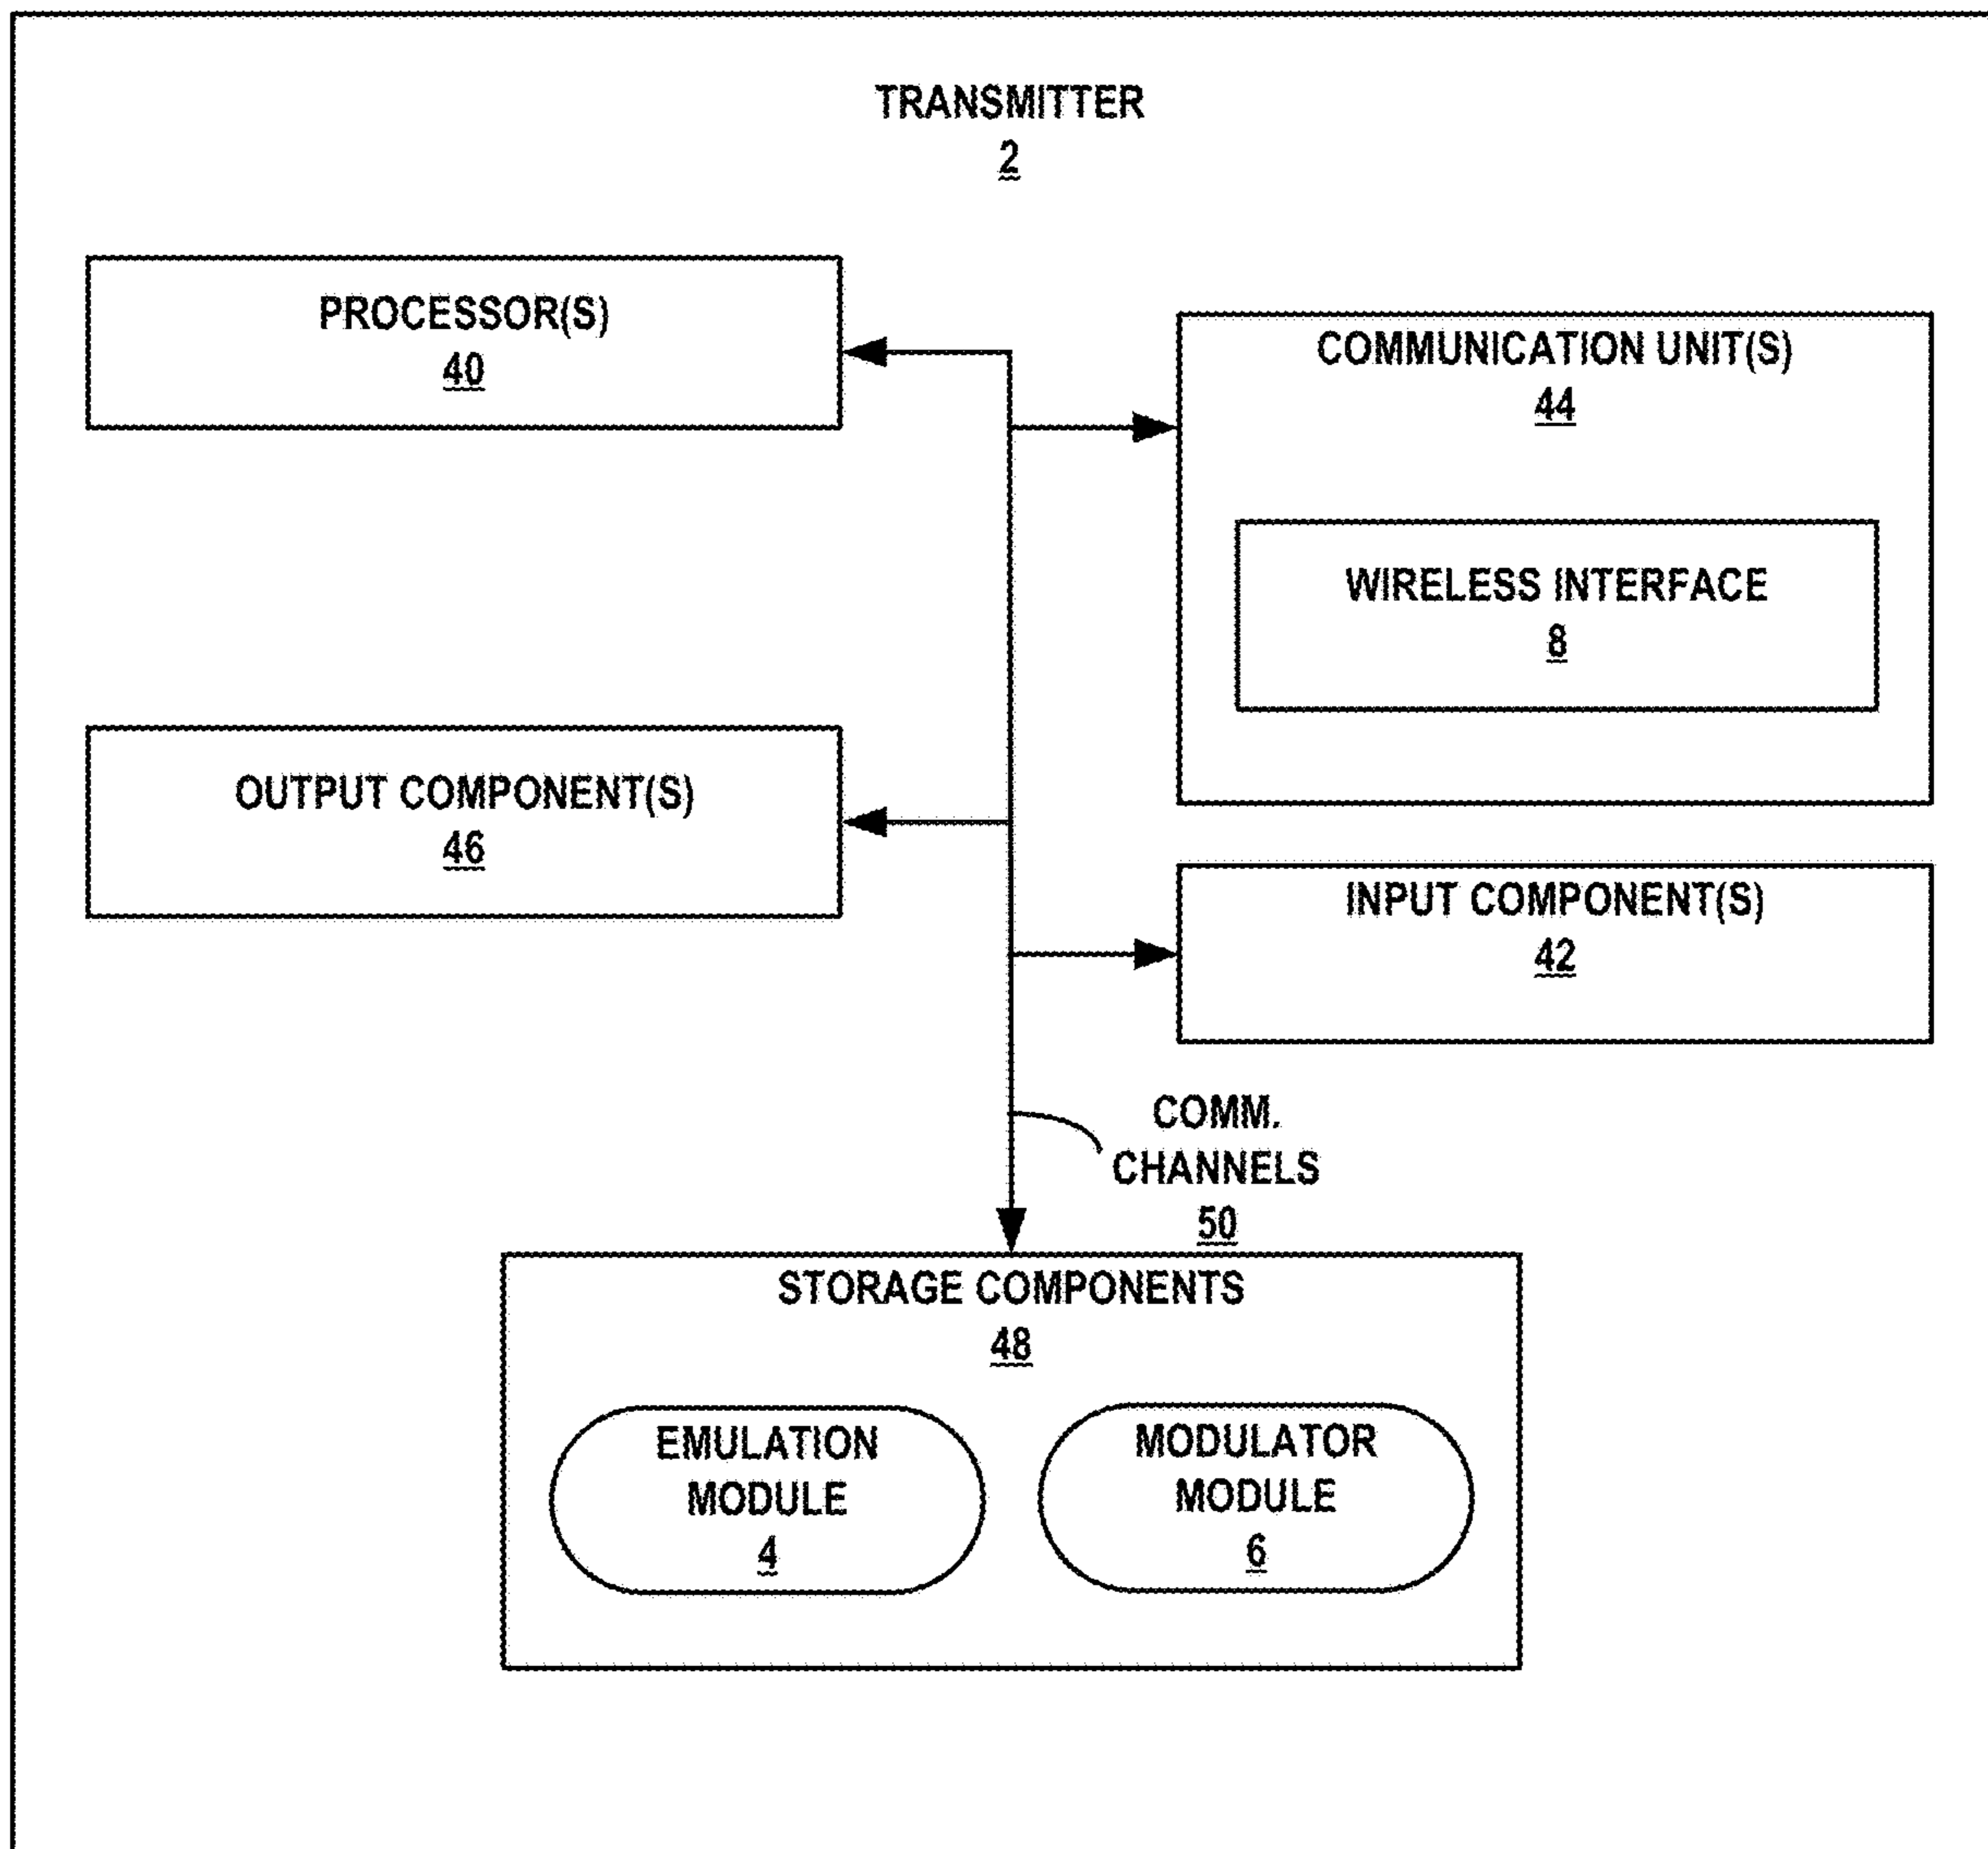 TRANSMITTER
2
PROCESSOR(S)
40
COMMUNICATION UNIT(S)
44
WIRELESS INTERFACE
8
OUTPUT COMPONENT(S)
46
INPUT COMPONENT(S)
42
COMM.
CHANNELS
50
STORAGE COMPONENTS
48
EMULATION
MODULE
4
MODULATOR
MODULE
6